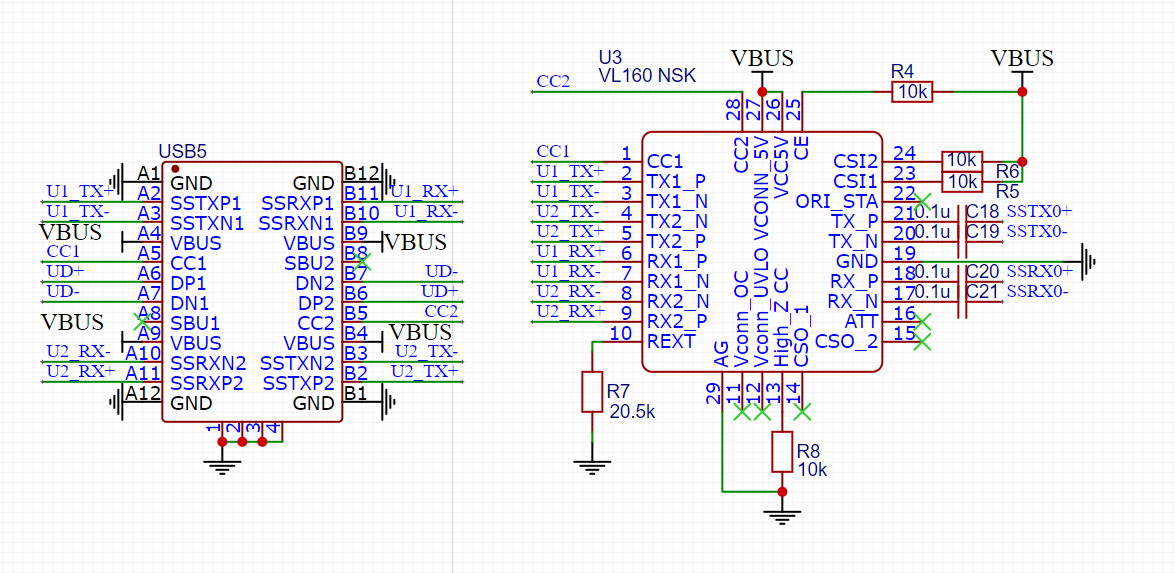 USB5
A1 GND
U1_TX+ A2 SSTXP1
U1_TX- A3 SSTXN1
VBUS A4 VBUS
CC1 A5 CC1
UD+ A6 DP1
UD- A7 DN1
A8 SBU1
VBUS A9 VBUS
U2_RX- A10 SSRXN2
U2_RX+ A11 SSRXP2
A12 GND
GND B12
SSRXP1 B11 U1_RX+
SSRXN1 B10 U1_RX-
VBUS B9 VBUS
SBU2 B8
DN2 B7 UD-
DP2 B6 UD+
CC2 B5 CC2
VBUS B4 VBUS
SSTXN2 B3 U2_TX-
SSTXP2 B2 U2_TX+
GND B1
1 2 3 4
U3
VL160 NSK
CC2
VBUS
R4
10k
VBUS
28 27 26 25
CC2
VCONN_5V
VCC5V
CE
CC1 1 CC1
U1_TX+ 2 TX1_P
U1_TX- 3 TX1_N
U2_TX- 4 TX2_N
U2_TX+ 5 TX2_P
U1_RX+ 6 RX1_P
U1_RX- 7 RX1_N
U2_RX- 8 RX2_N
U2_RX+ 9 RX2_P
10 REXT
CSI2 24 10k R6
CSI1 23 10k R5
ORI_STA 22
TX_P 21 0.1u C18 SSTX0+
TX_N 20 0.1u C19 SSTX0-
GND 19
RX_P 18 0.1u C20 SSRX0+
RX_N 17 0.1u C21 SSRX0-
ATT 16
CSO_2 15
AG
Vconn_OC
Vconn_UVLO
High_Z_CC
CSO_1
29 11 12 13 14
R7
20.5k
R8
10k